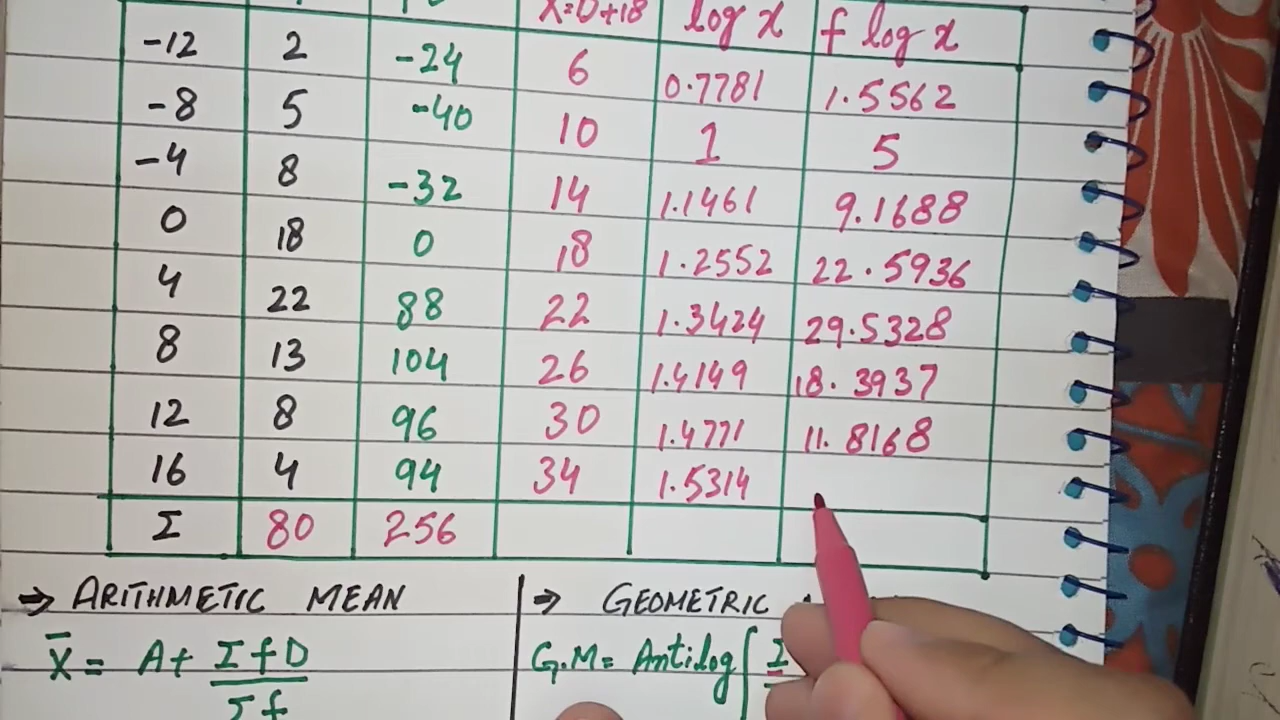 X=D+18 log x f log x
-12 2 -24 6 0.7781 1.5562
-8 5 -40 10 1 5
-4 8 -32 14 1.1461 9.1688
0 18 0 18 1.2552 22.5936
4 22 88 22 1.3424 29.5328
8 13 104 26 1.4149 18.3937
12 8 96 30 1.4771 11.8168
16 4 94 34 1.5314
Σ 80 256
⇒ ARITHMETIC MEAN
X̄ = A + ΣfD / Σf
⇒ GEOMETRIC
G.M = Antilog [ Σ